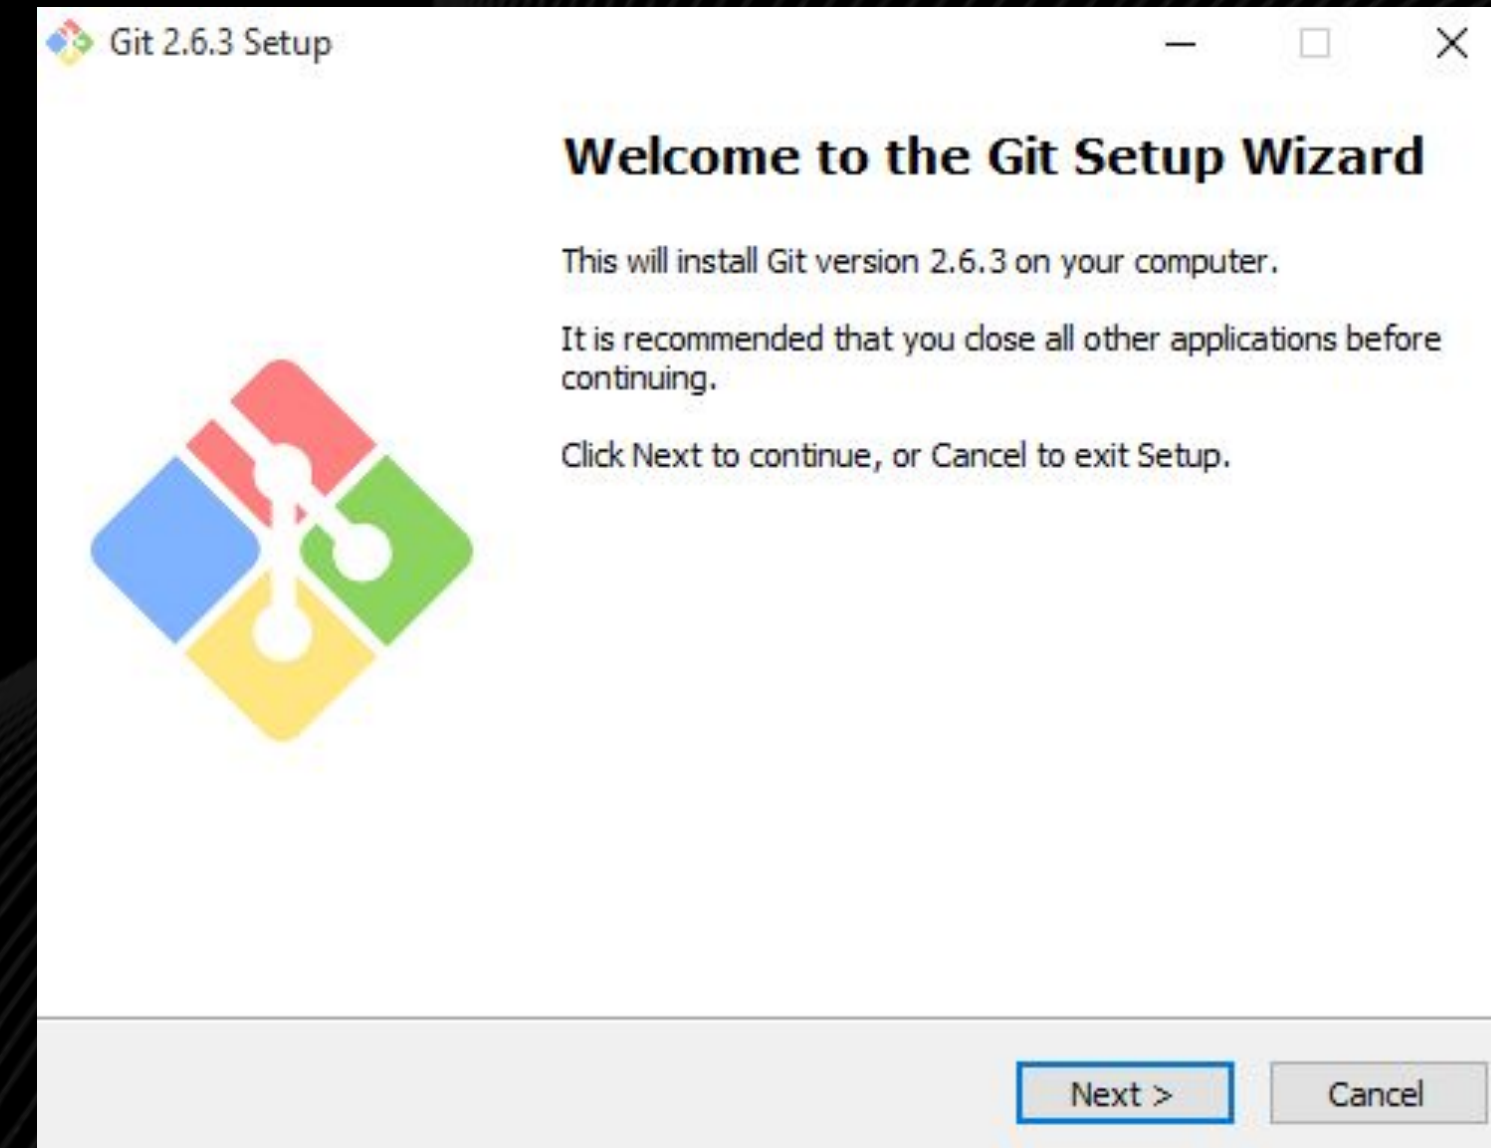 Git 2.6.3 Setup
Welcome to the Git Setup Wizard
This will install Git version 2.6.3 on your computer.
It is recommended that you close all other applications before
continuing.
Click Next to continue, or Cancel to exit Setup.
Next >
Cancel